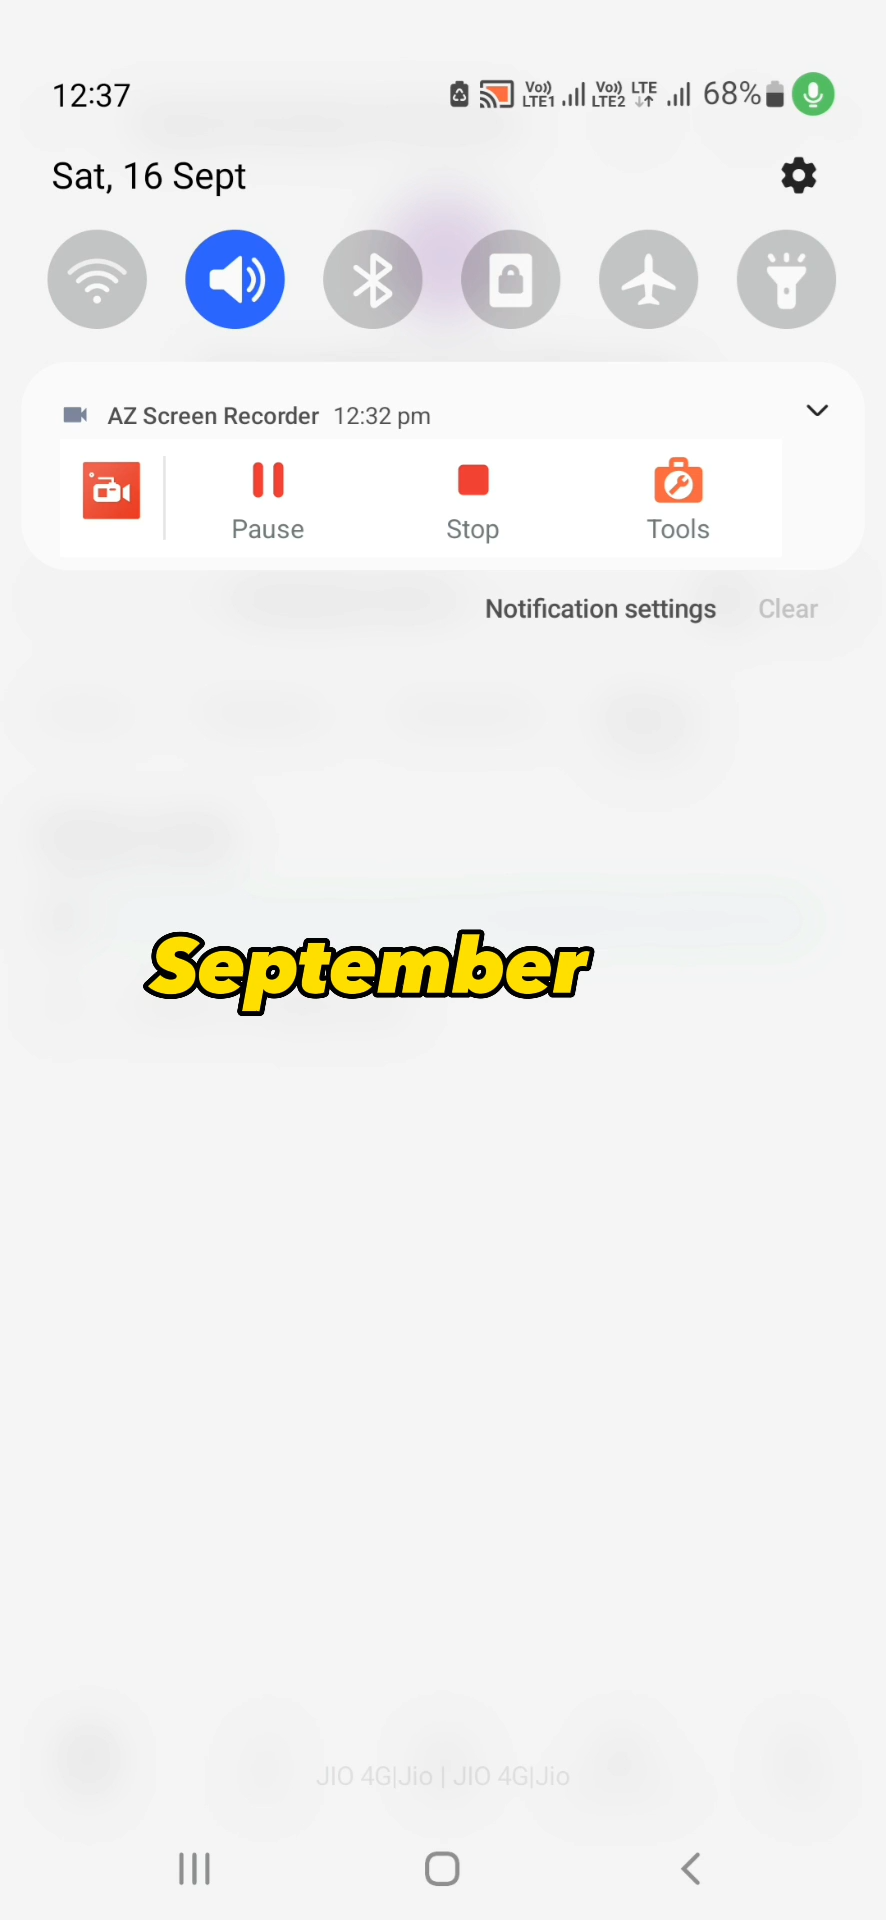 12:37 Vo)) LTE1 Vo)) LTE2 LTE 68%
Sat, 16 Sept
AZ Screen Recorder 12:32 pm
Pause Stop Tools
Notification settings Clear
September
JIO 4G|Jio | JIO 4G|Jio